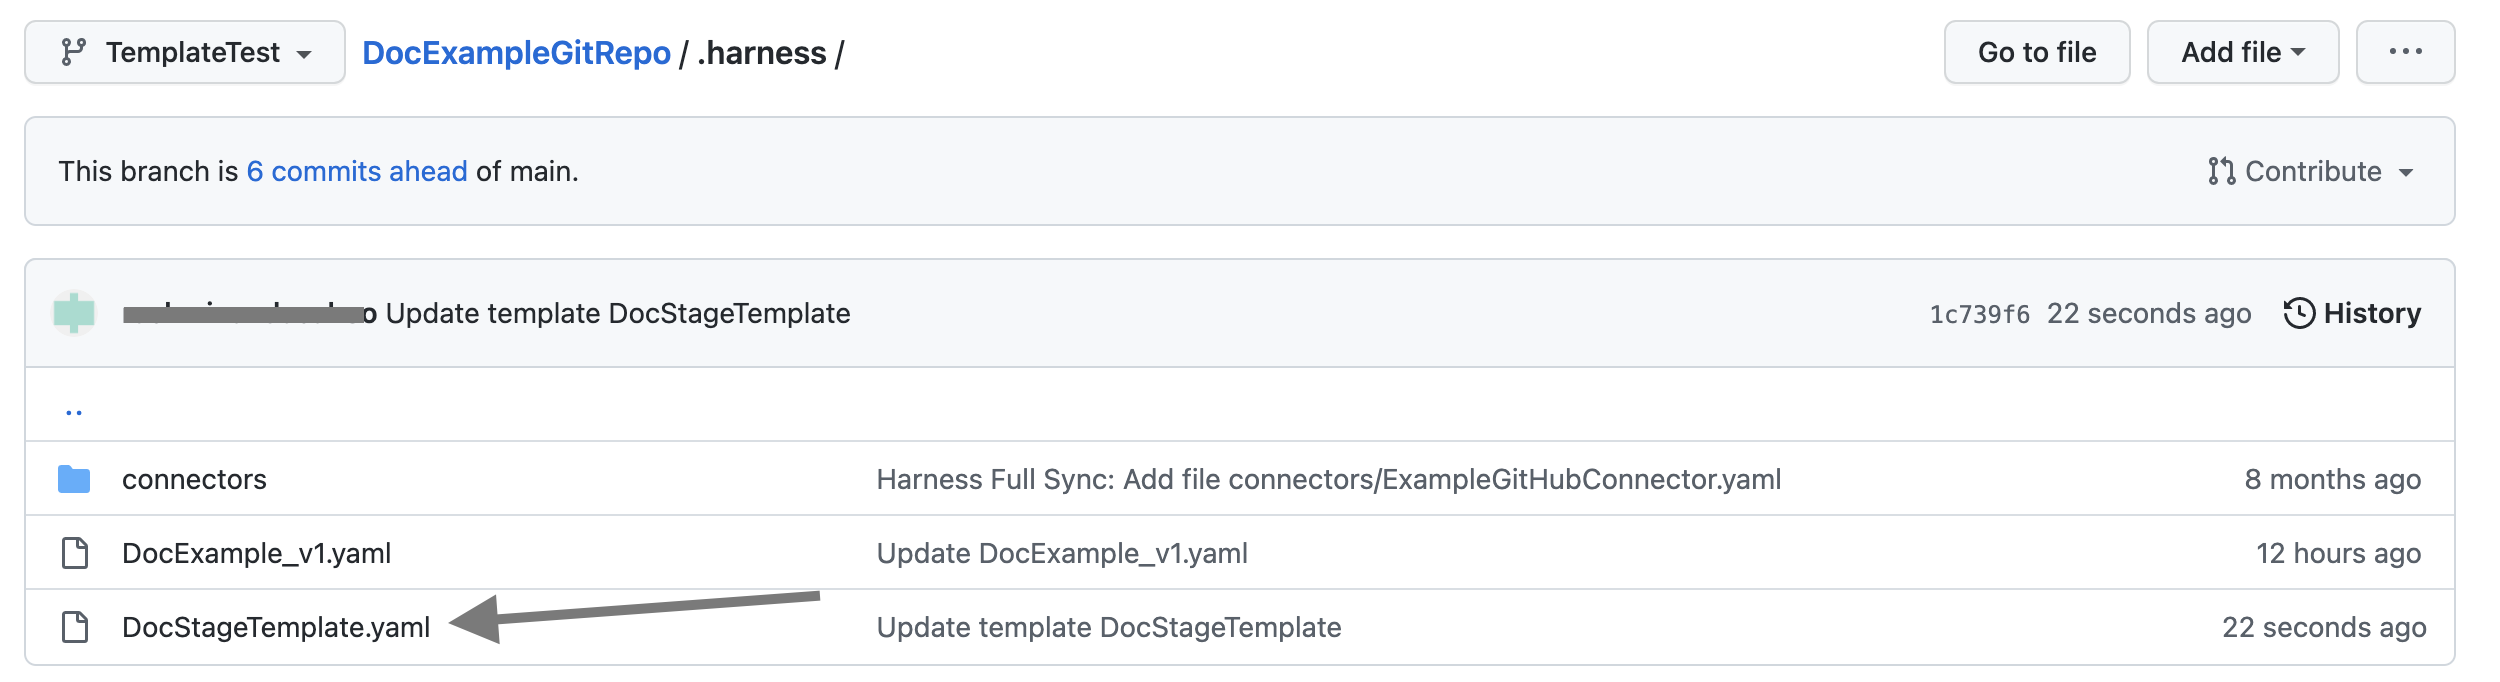 TemplateTest DocExampleGitRepo / .harness / Go to file Add file ...
This branch is 6 commits ahead of main. Contribute
Update template DocStageTemplate 1c739f6 22 seconds ago History
..
connectors Harness Full Sync: Add file connectors/ExampleGitHubConnector.yaml 8 months ago
DocExample_v1.yaml Update DocExample_v1.yaml 12 hours ago
DocStageTemplate.yaml Update template DocStageTemplate 22 seconds ago